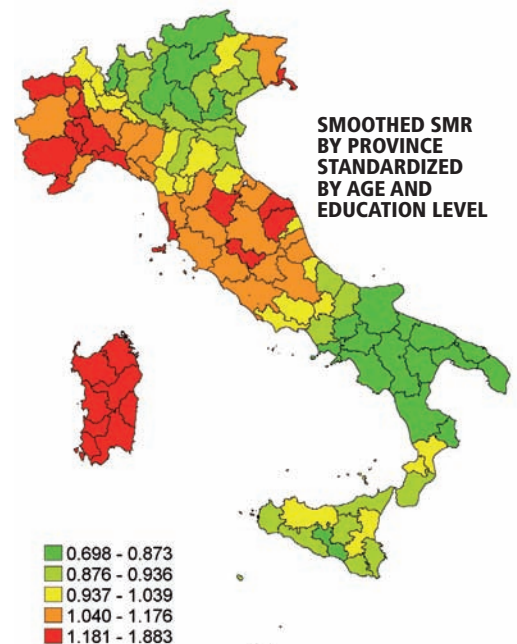 SMOOTHED SMR
BY PROVINCE
STANDARDIZED
BY AGE AND
EDUCATION LEVEL
0.698 - 0.873
0.876 - 0.936
0.937 - 1.039
1.040 - 1.176
1.181 - 1.883